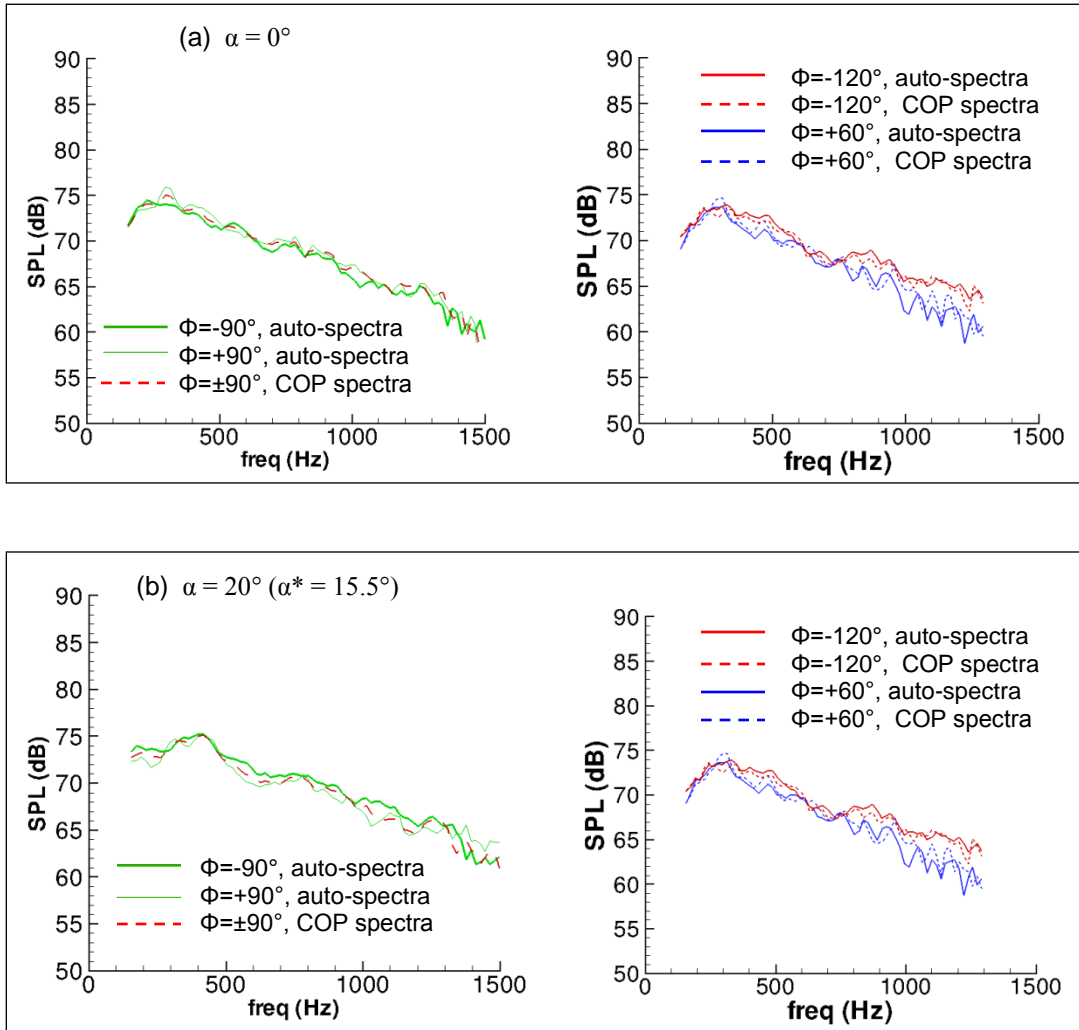 (a) α = 0°
90
85
80
75
70
65
60
55
50
SPL (dB)
0
500
1000
1500
freq (Hz)
Φ=-90°, auto-spectra
Φ=+90°, auto-spectra
Φ=±90°, COP spectra
90
85
80
75
70
65
60
55
50
SPL (dB)
0
500
1000
1500
freq (Hz)
Φ=-120°, auto-spectra
Φ=-120°, COP spectra
Φ=+60°, auto-spectra
Φ=+60°, COP spectra
(b) α = 20° (α* = 15.5°)
90
85
80
75
70
65
60
55
50
SPL (dB)
0
500
1000
1500
freq (Hz)
Φ=-90°, auto-spectra
Φ=+90°, auto-spectra
Φ=±90°, COP spectra
90
85
80
75
70
65
60
55
50
SPL (dB)
0
500
1000
1500
freq (Hz)
Φ=-120°, auto-spectra
Φ=-120°, COP spectra
Φ=+60°, auto-spectra
Φ=+60°, COP spectra